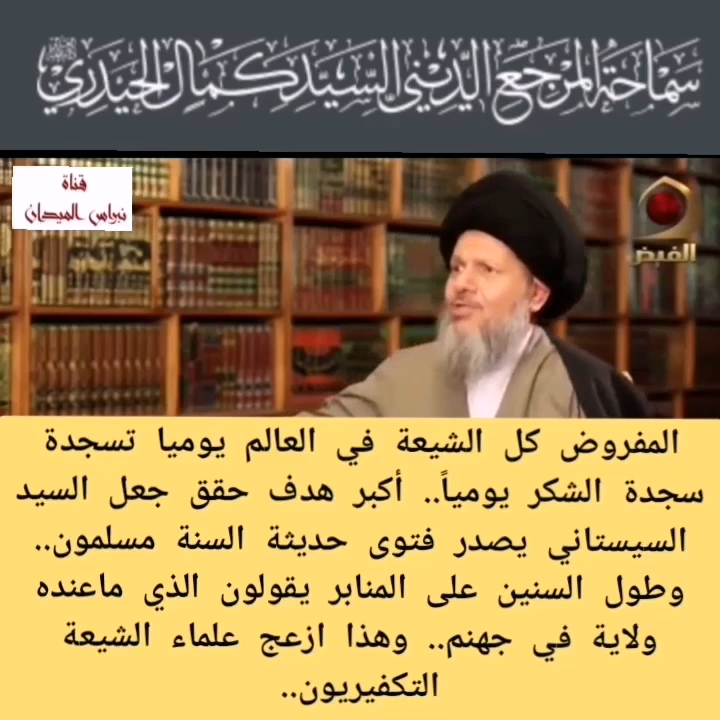 سماحة المرجع الديني السيد كمال الحيدري
قناة
نبراس الميدان
الفيض
المفروض كل الشيعة في العالم يوميا تسجدة
سجدة الشكر يومياً.. أكبر هدف حقق جعل السيد
السيستاني يصدر فتوى حديثة السنة مسلمون..
وطول السنين على المنابر يقولون الذي ماعنده
ولاية في جهنم.. وهذا ازعج علماء الشيعة
التكفيريون..